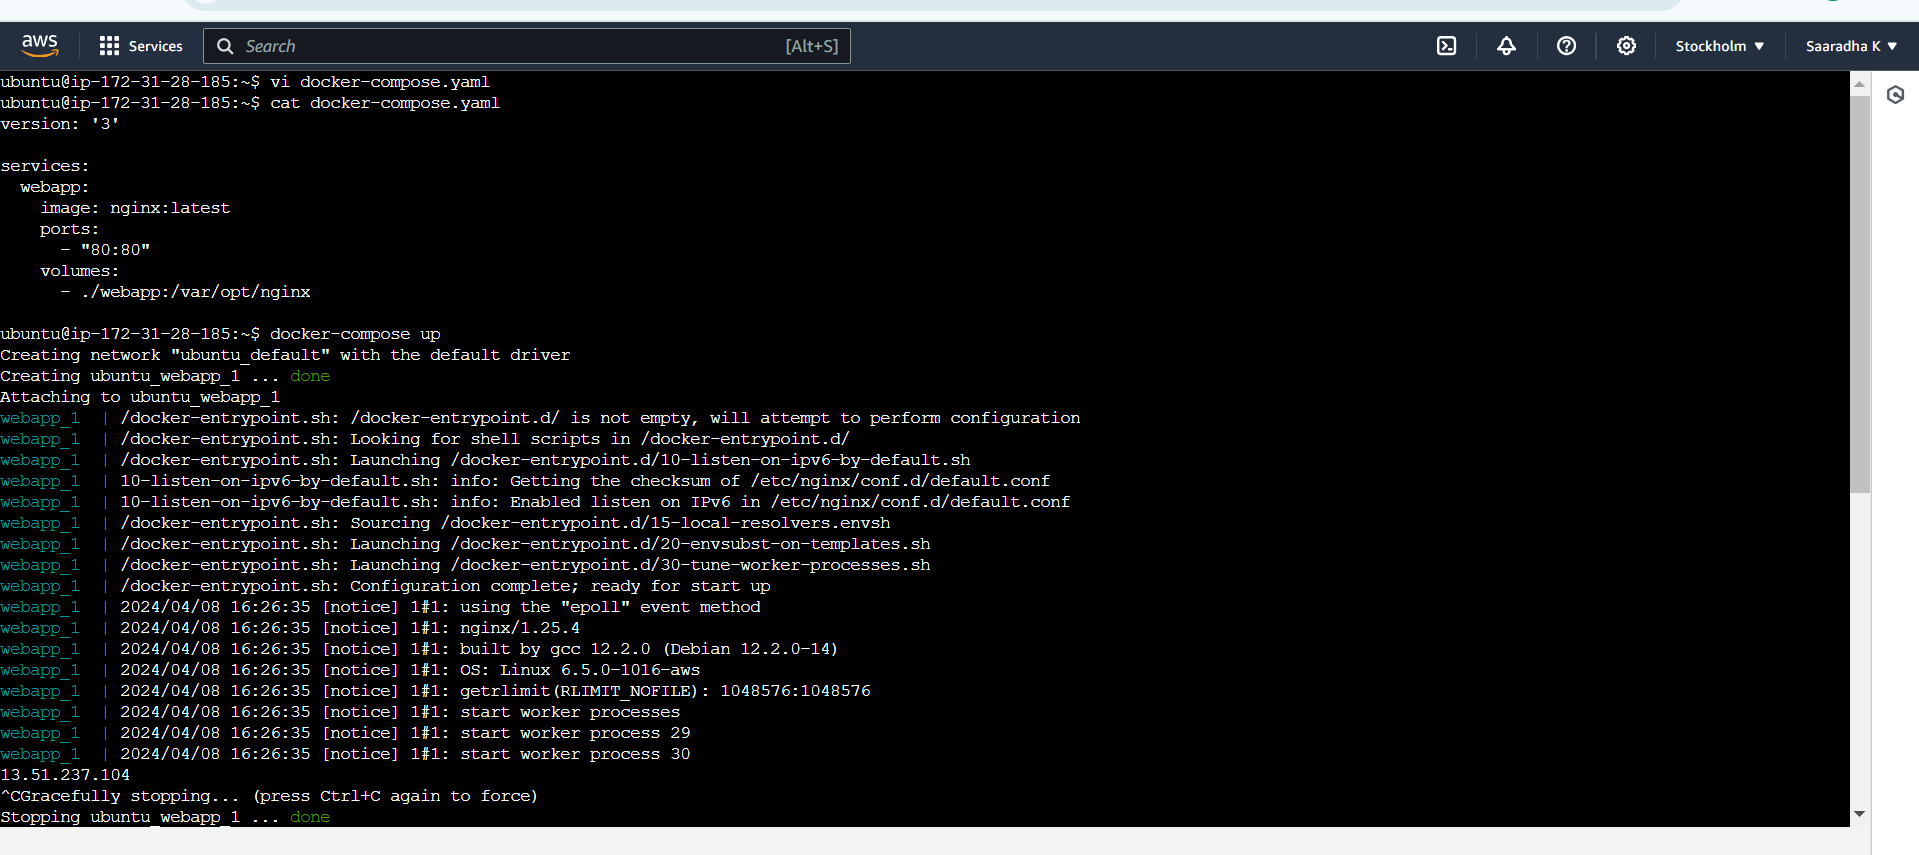 aws
Services
Search
[Alt+S]
Stockholm
Saaradha K
ubuntu@ip-172-31-28-185:~$ vi docker-compose.yaml
ubuntu@ip-172-31-28-185:~$ cat docker-compose.yaml
version: '3'
services:
  webapp:
    image: nginx:latest
    ports:
      - "80:80"
    volumes:
      - ./webapp:/var/opt/nginx
ubuntu@ip-172-31-28-185:~$ docker-compose up
Creating network "ubuntu_default" with the default driver
Creating ubuntu_webapp_1 ... done
Attaching to ubuntu_webapp_1
webapp_1  | /docker-entrypoint.sh: /docker-entrypoint.d/ is not empty, will attempt to perform configuration
webapp_1  | /docker-entrypoint.sh: Looking for shell scripts in /docker-entrypoint.d/
webapp_1  | /docker-entrypoint.sh: Launching /docker-entrypoint.d/10-listen-on-ipv6-by-default.sh
webapp_1  | 10-listen-on-ipv6-by-default.sh: info: Getting the checksum of /etc/nginx/conf.d/default.conf
webapp_1  | 10-listen-on-ipv6-by-default.sh: info: Enabled listen on IPv6 in /etc/nginx/conf.d/default.conf
webapp_1  | /docker-entrypoint.sh: Sourcing /docker-entrypoint.d/15-local-resolvers.envsh
webapp_1  | /docker-entrypoint.sh: Launching /docker-entrypoint.d/20-envsubst-on-templates.sh
webapp_1  | /docker-entrypoint.sh: Launching /docker-entrypoint.d/30-tune-worker-processes.sh
webapp_1  | /docker-entrypoint.sh: Configuration complete; ready for start up
webapp_1  | 2024/04/08 16:26:35 [notice] 1#1: using the "epoll" event method
webapp_1  | 2024/04/08 16:26:35 [notice] 1#1: nginx/1.25.4
webapp_1  | 2024/04/08 16:26:35 [notice] 1#1: built by gcc 12.2.0 (Debian 12.2.0-14)
webapp_1  | 2024/04/08 16:26:35 [notice] 1#1: OS: Linux 6.5.0-1016-aws
webapp_1  | 2024/04/08 16:26:35 [notice] 1#1: getrlimit(RLIMIT_NOFILE): 1048576:1048576
webapp_1  | 2024/04/08 16:26:35 [notice] 1#1: start worker processes
webapp_1  | 2024/04/08 16:26:35 [notice] 1#1: start worker process 29
webapp_1  | 2024/04/08 16:26:35 [notice] 1#1: start worker process 30
13.51.237.104
^CGracefully stopping... (press Ctrl+C again to force)
Stopping ubuntu_webapp_1 ... done